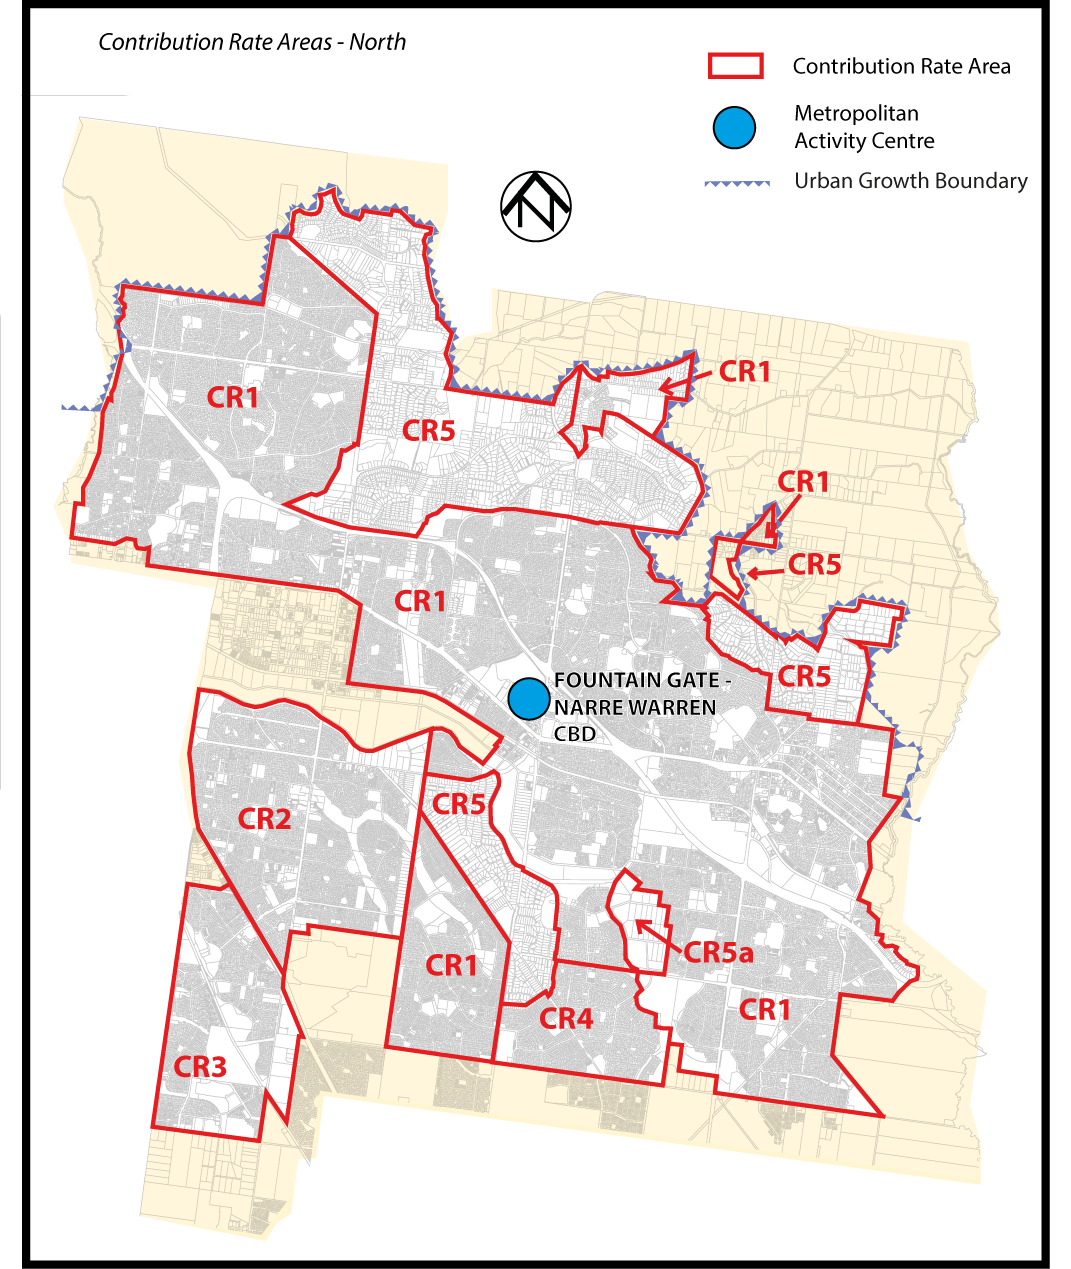 Contribution Rate Areas - North
Contribution Rate Area
Metropolitan
Activity Centre
Urban Growth Boundary
N
CR1
CR1
CR5
CR1
CR5
CR1
CR5
FOUNTAIN GATE -
NARRE WARREN
CBD
CR5
CR2
CR5a
CR1
CR1
CR4
CR3